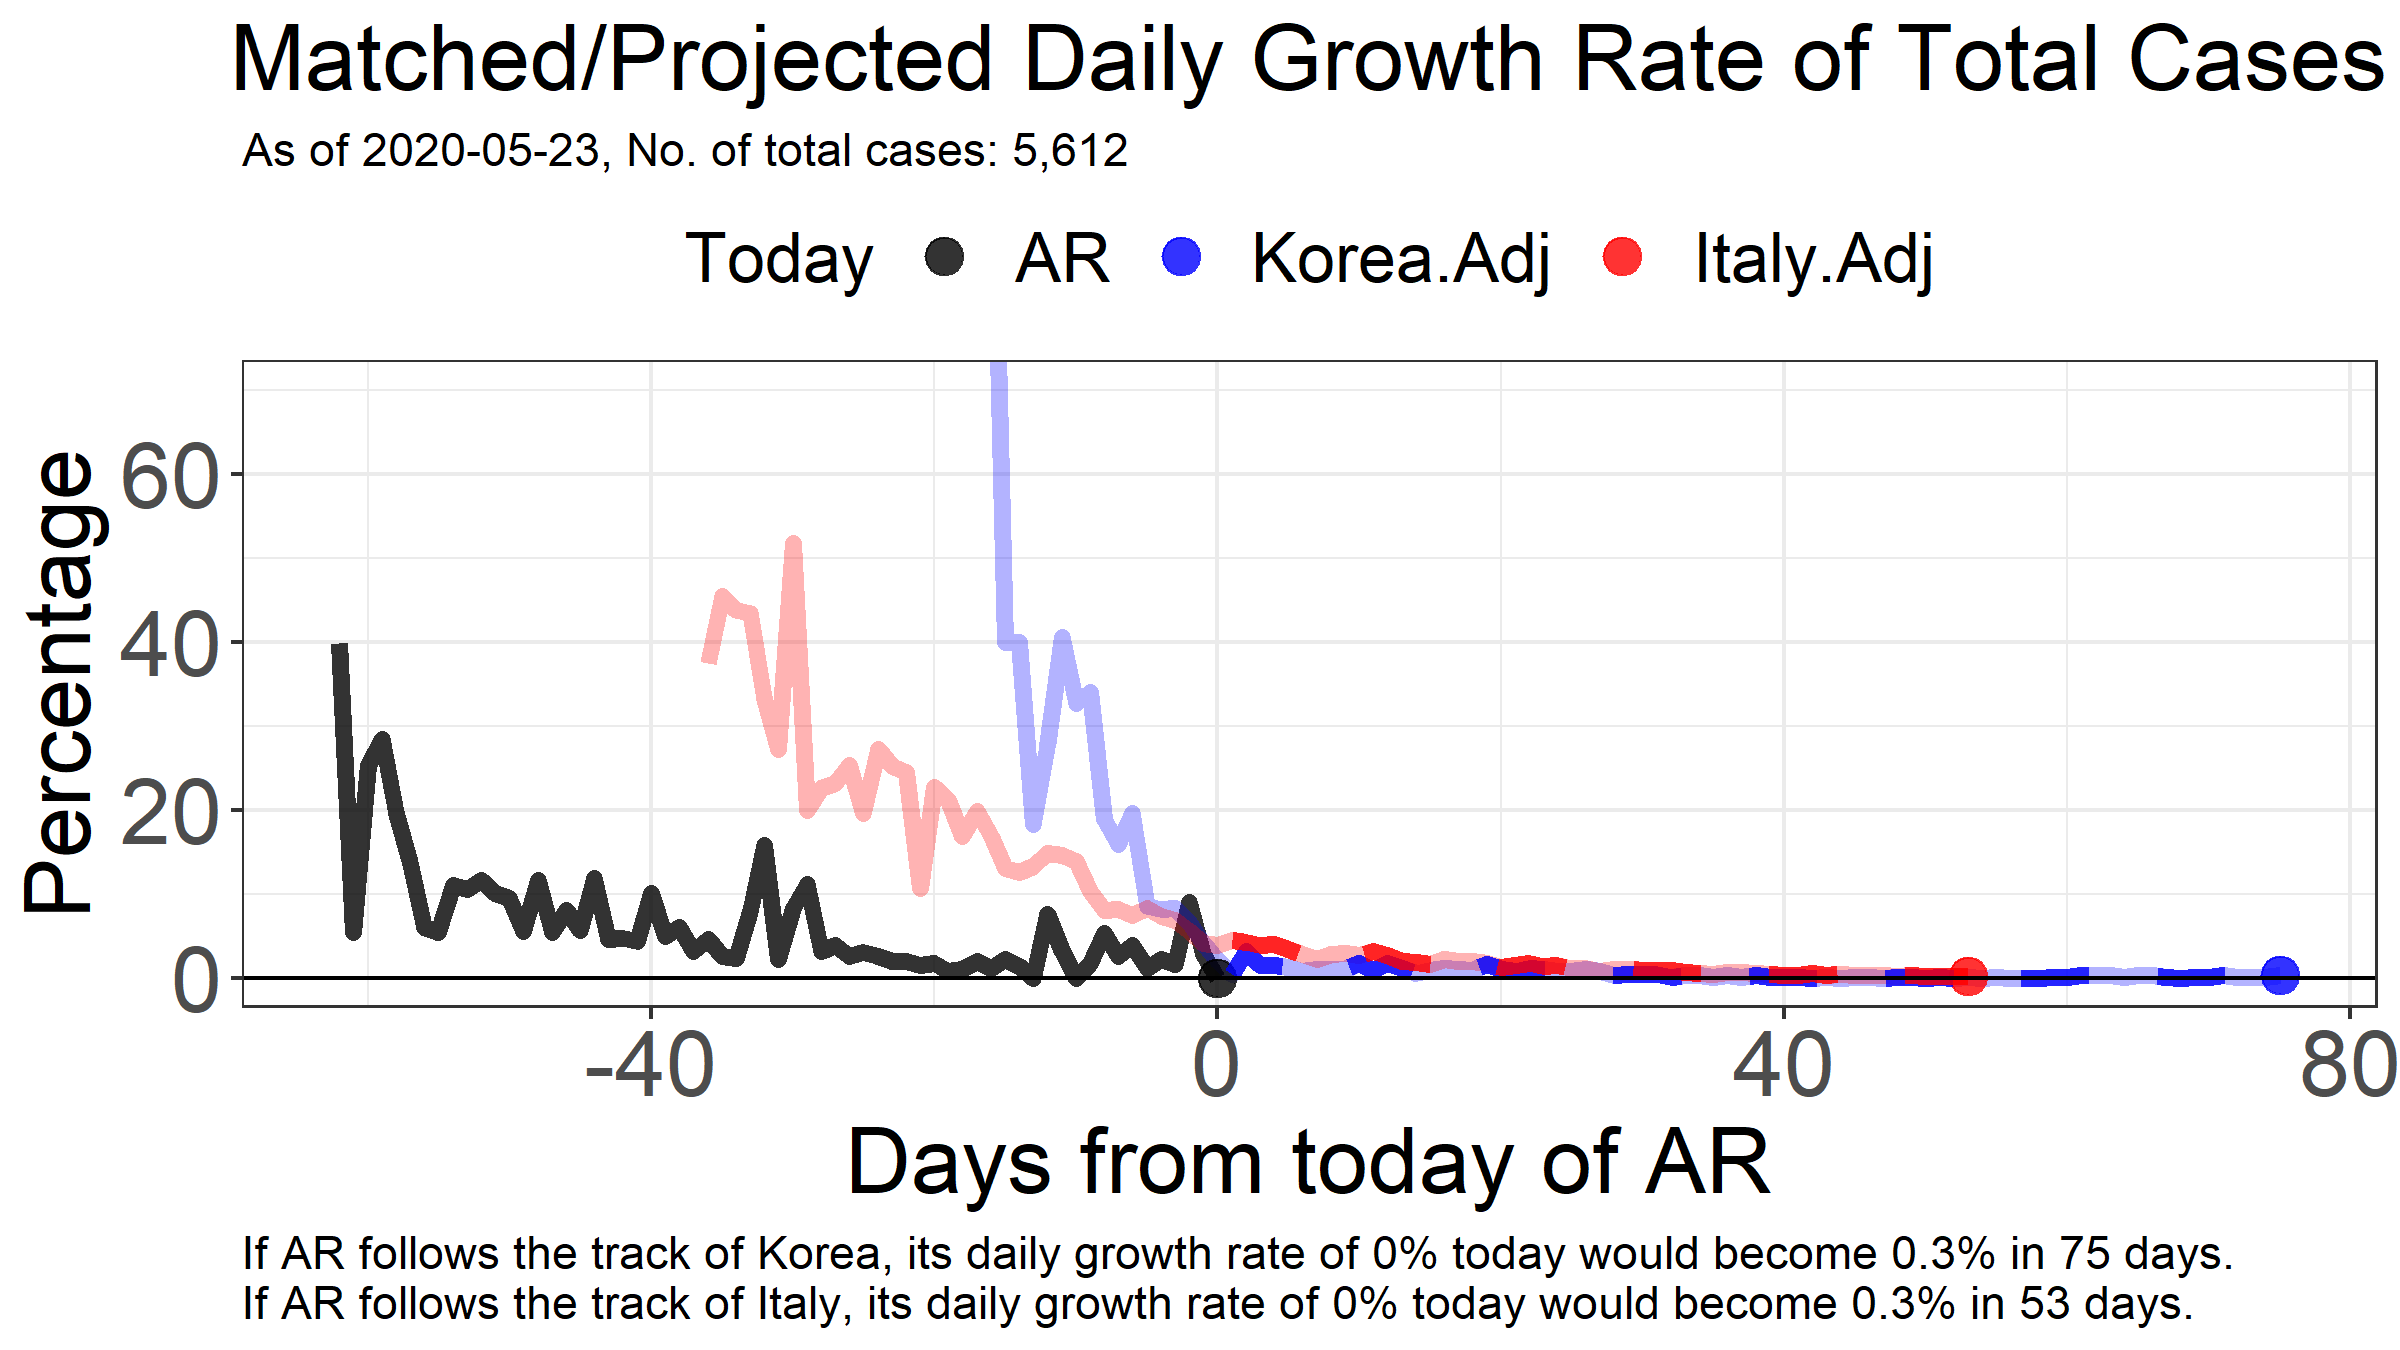 Matched/Projected Daily Growth Rate of Total Cases
As of 2020-05-23, No. of total cases: 5,612
Today AR Korea.Adj Italy.Adj
Percentage
60
40
20
0
-40 0 40 80
Days from today of AR
If AR follows the track of Korea, its daily growth rate of 0% today would become 0.3% in 75 days.
If AR follows the track of Italy, its daily growth rate of 0% today would become 0.3% in 53 days.